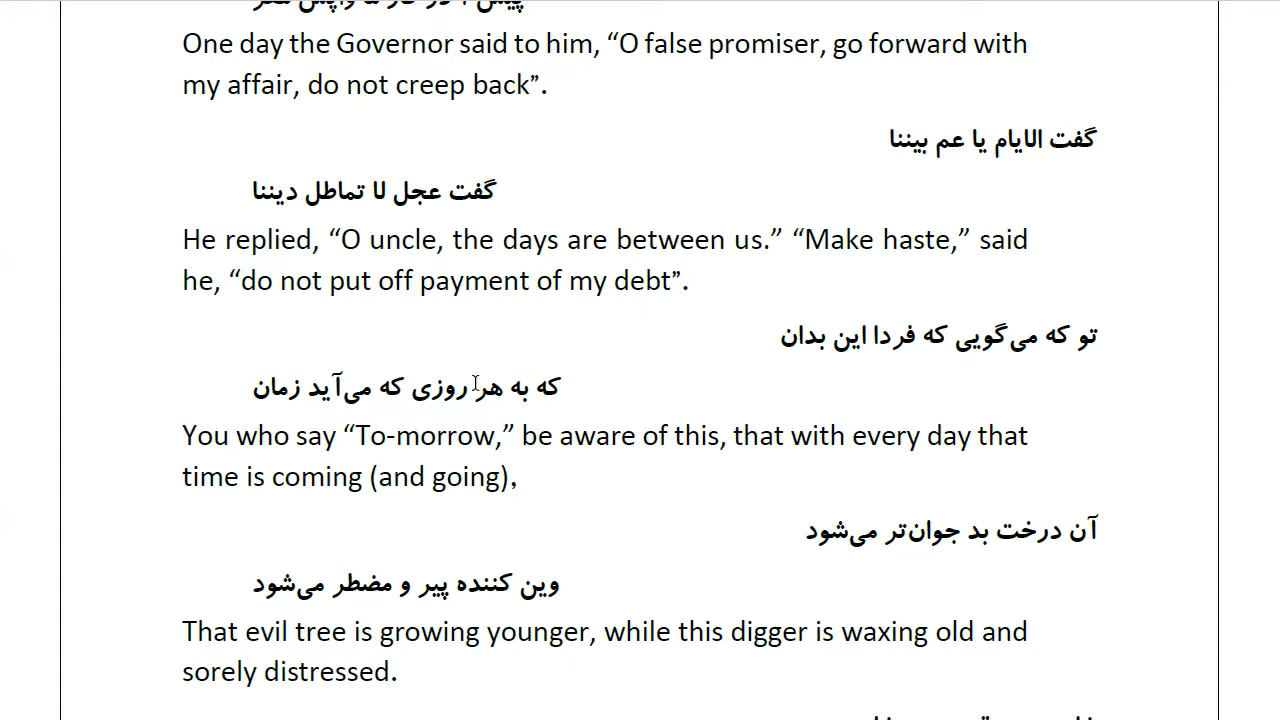 One day the Governor said to him, “O false promiser, go forward with
my affair, do not creep back”.
گفت الایام یا عم بیننا
گفت عجل لا تماطل دیننا
He replied, “O uncle, the days are between us.” “Make haste,” said
he, “do not put off payment of my debt”.
تو که می‌گویی که فردا این بدان
که به هر روزی که می‌آید زمان
You who say “To-morrow,” be aware of this, that with every day that
time is coming (and going),
آن درخت بد جوان‌تر می‌شود
وین کننده پیر و مضطر می‌شود
That evil tree is growing younger, while this digger is waxing old and
sorely distressed.